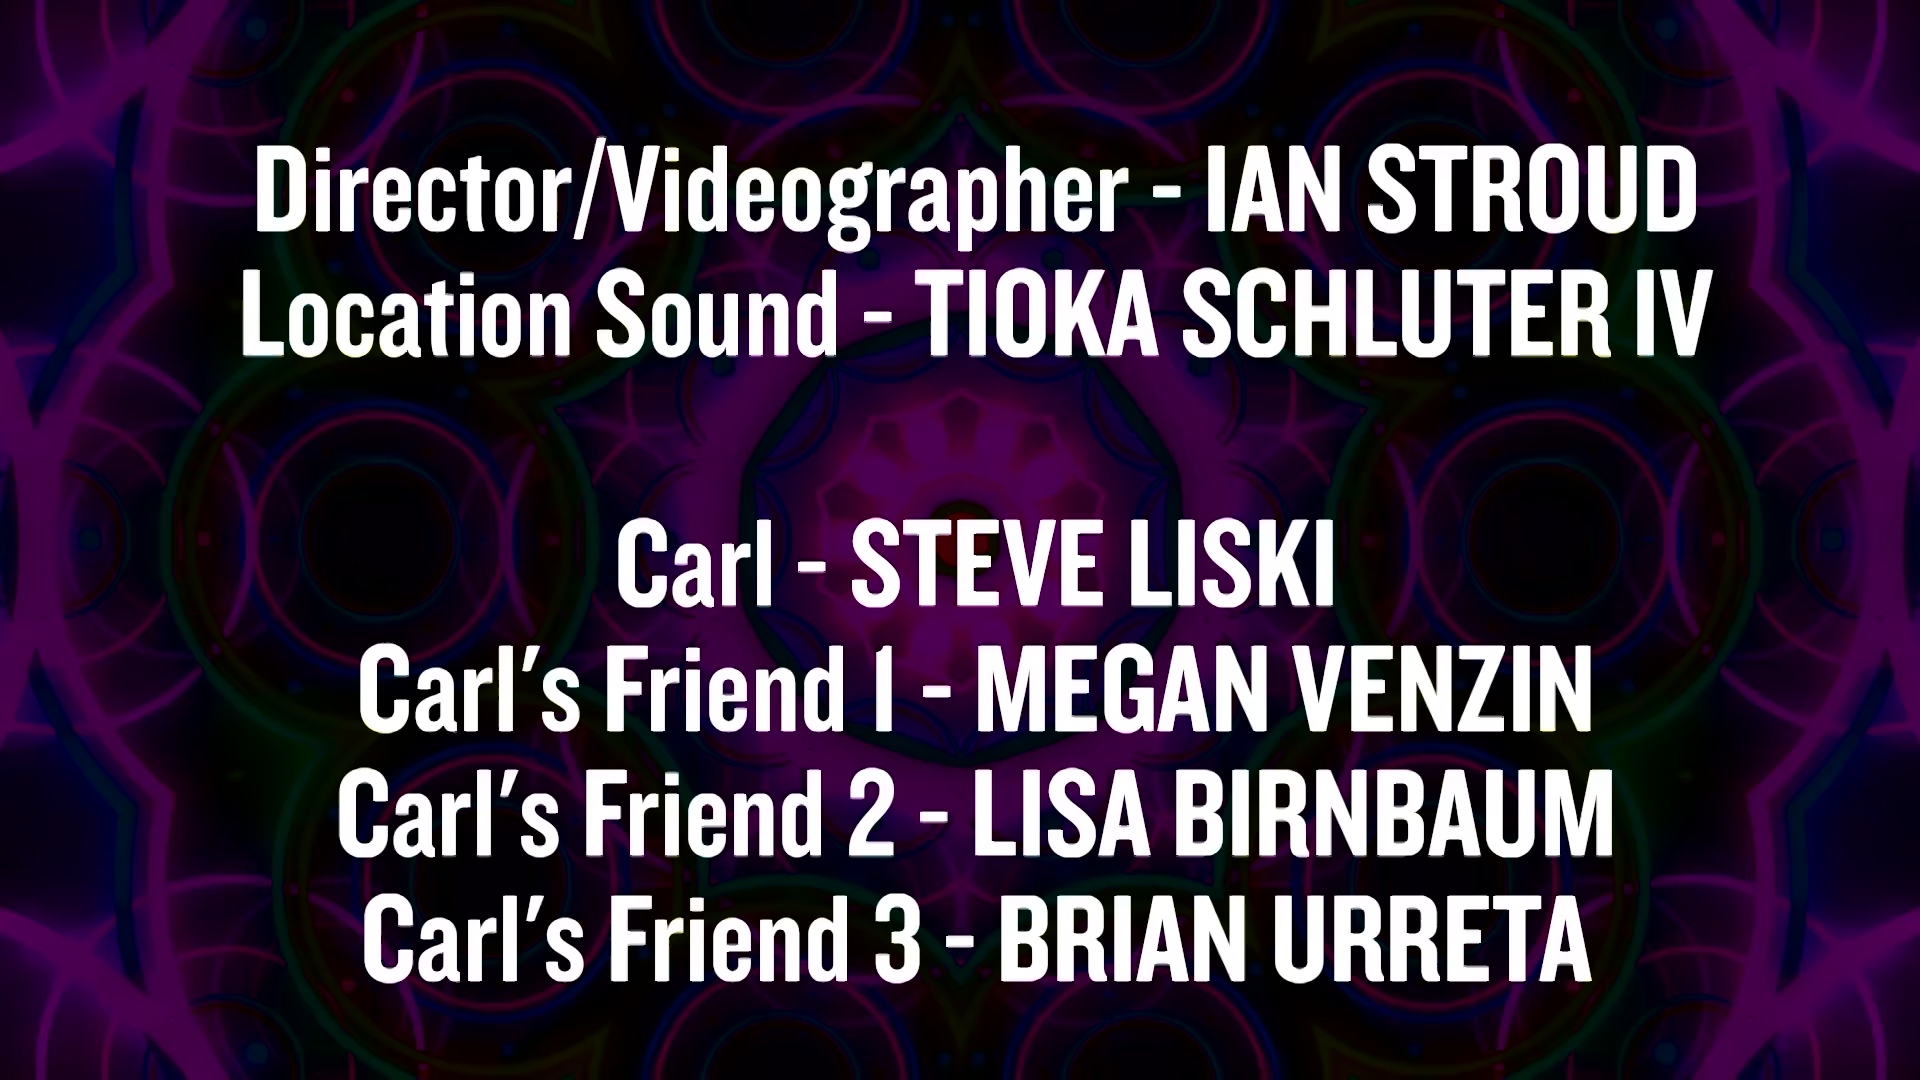 Director/Videographer - IAN STROUD
Location Sound - TIOKA SCHLUTER IV
Carl - STEVE LISKI
Carl's Friend 1 - MEGAN VENZIN
Carl's Friend 2 - LISA BIRNBAUM
Carl's Friend 3 - BRIAN URRETA